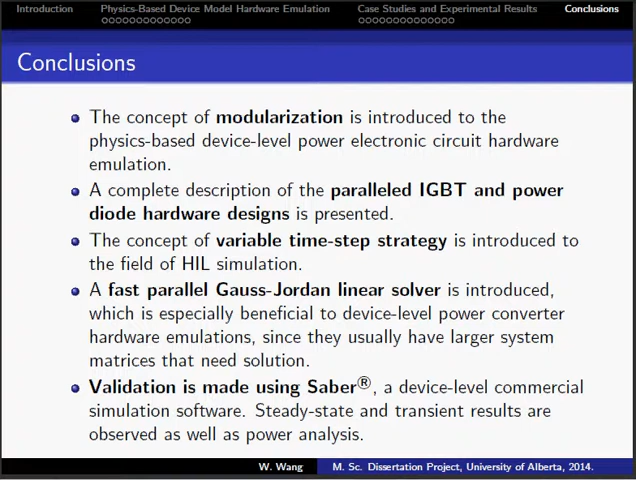 Introduction Physics-Based Device Model Hardware Emulation Case Studies and Experimental Results Conclusions
Conclusions
The concept of modularization is introduced to the
physics-based device-level power electronic circuit hardware
emulation.
A complete description of the paralleled IGBT and power
diode hardware designs is presented.
The concept of variable time-step strategy is introduced to
the field of HIL simulation.
A fast parallel Gauss-Jordan linear solver is introduced,
which is especially beneficial to device-level power converter
hardware emulations, since they usually have larger system
matrices that need solution.
Validation is made using Saber®, a device-level commercial
simulation software. Steady-state and transient results are
observed as well as power analysis.
W. Wang M. Sc. Dissertation Project, University of Alberta, 2014.